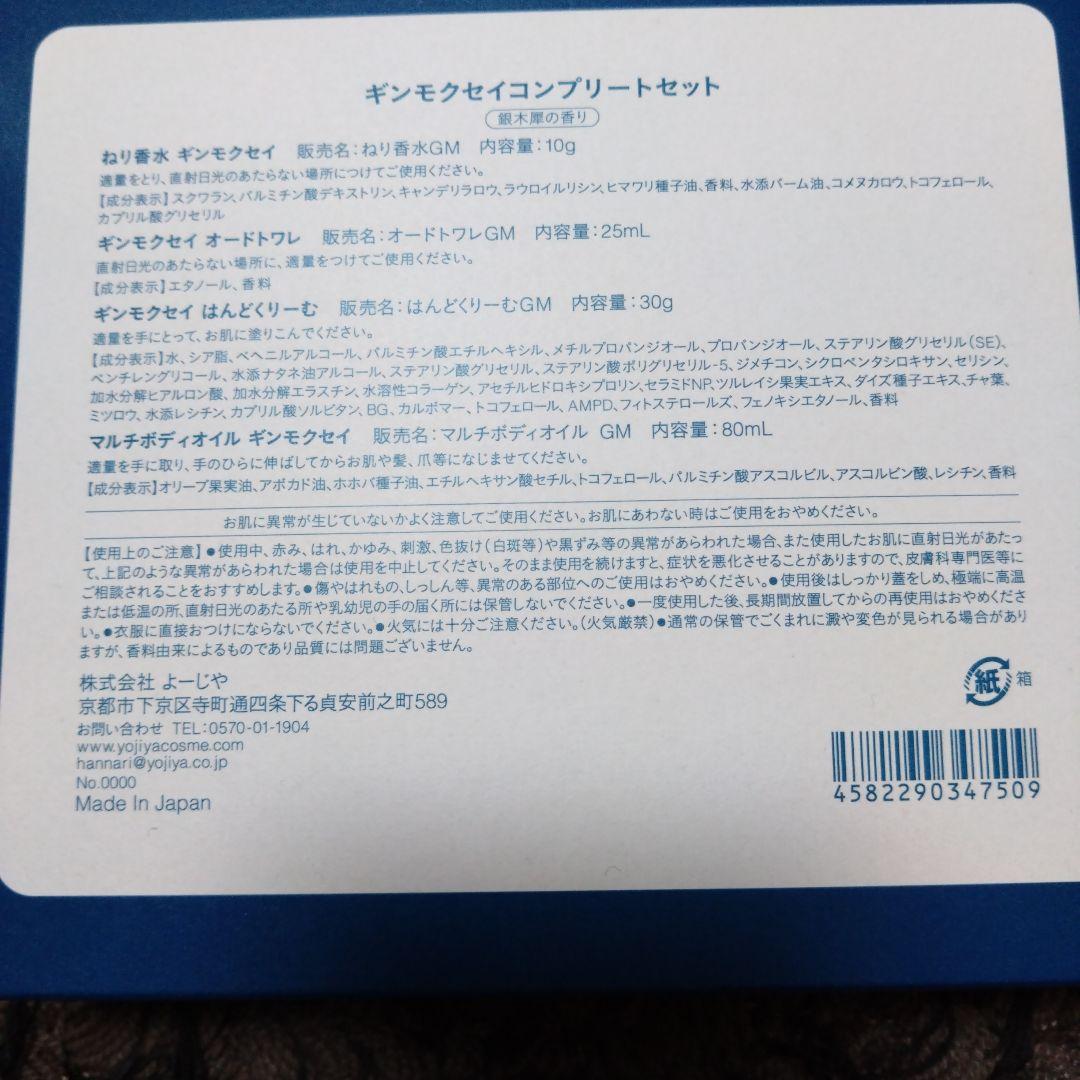 ギンモクセイコンプリートセット
銀木犀の香り
ねり香水 ギンモクセイ 販売名：ねり香水GM 内容量：10g
適量をとり、直射日光のあたらない場所につけてご使用ください。
【成分表示】スクワラン、パルミチン酸デキストリン、キャンデリラロウ、ラウロイルリシン、ヒマワリ種子油、香料、水添パーム油、コメヌカロウ、トコフェロール、
カプリル酸グリセリル
ギンモクセイ オードトワレ 販売名：オードトワレGM 内容量：25mL
直射日光のあたらない場所に、適量をつけてご使用ください。
【成分表示】エタノール、香料
ギンモクセイ はんどくりーむ 販売名：はんどくりーむGM 内容量：30g
適量を手にとって、お肌に塗りこんでください。
【成分表示】水、シア脂、ベヘニルアルコール、パルミチン酸エチルヘキシル、メチルプロパンジオール、プロパンジオール、ステアリン酸グリセリル（SE）、
ペンチレングリコール、水添ナタネ油アルコール、ステアリン酸グリセリル、ステアリン酸ポリグリセリル-5、ジメチコン、シクロペンタシロキサン、セリシン、
加水分解ヒアルロン酸、加水分解エラスチン、水溶性コラーゲン、アセチルヒドロキシプロリン、セラミドNP、ツルレイシ果実エキス、ダイズ種子エキス、チャ葉、
ミツロウ、水添レシチン、カプリル酸ソルビタン、BG、カルボマー、トコフェロール、AMPD、フィトステロールズ、フェノキシエタノール、香料
マルチボディオイル ギンモクセイ 販売名：マルチボディオイル GM 内容量：80mL
適量を手に取り、手のひらに伸ばしてからお肌や髪、爪等になじませてください。
【成分表示】オリーブ果実油、アボカド油、ホホバ種子油、エチルヘキサン酸セチル、トコフェロール、パルミチン酸アスコルビル、アスコルビン酸、レシチン、香料
お肌に異常が生じていないかよく注意してご使用ください。お肌にあわない時はご使用をおやめください。
【使用上のご注意】●使用中、赤み、はれ、かゆみ、刺激、色抜け（白斑等）や黒ずみ等の異常があらわれた場合、また使用したお肌に直射日光があたっ
て、上記のような異常があらわれた場合は使用を中止してください。そのまま使用を続けますと、症状を悪化させることがありますので、皮膚科専門医等に
ご相談されることをおすすめします。●傷やはれもの、しっしん等、異常のある部位へのご使用はおやめください。●使用後はしっかり蓋をしめ、極端に高温
または低温の所、直射日光のあたる所や乳幼児の手の届く所には保管しないでください。●一度使用した後、長期間放置してからの再使用はおやめくださ
い。●衣服に直接おつけにならないでください。●火気には十分ご注意ください。（火気厳禁）●通常の保管でごくまれに澱や変色が見られる場合があり
ますが、香料由来によるものであり品質には問題ございません。
株式会社 よーじや
京都市下京区寺町通四条下る貞安前之町589
お問い合わせ TEL：0570-01-1904
www.yojiyacosme.com
hannari@yojiya.co.jp
No.0000
Made In Japan
紙 箱
4582290347509